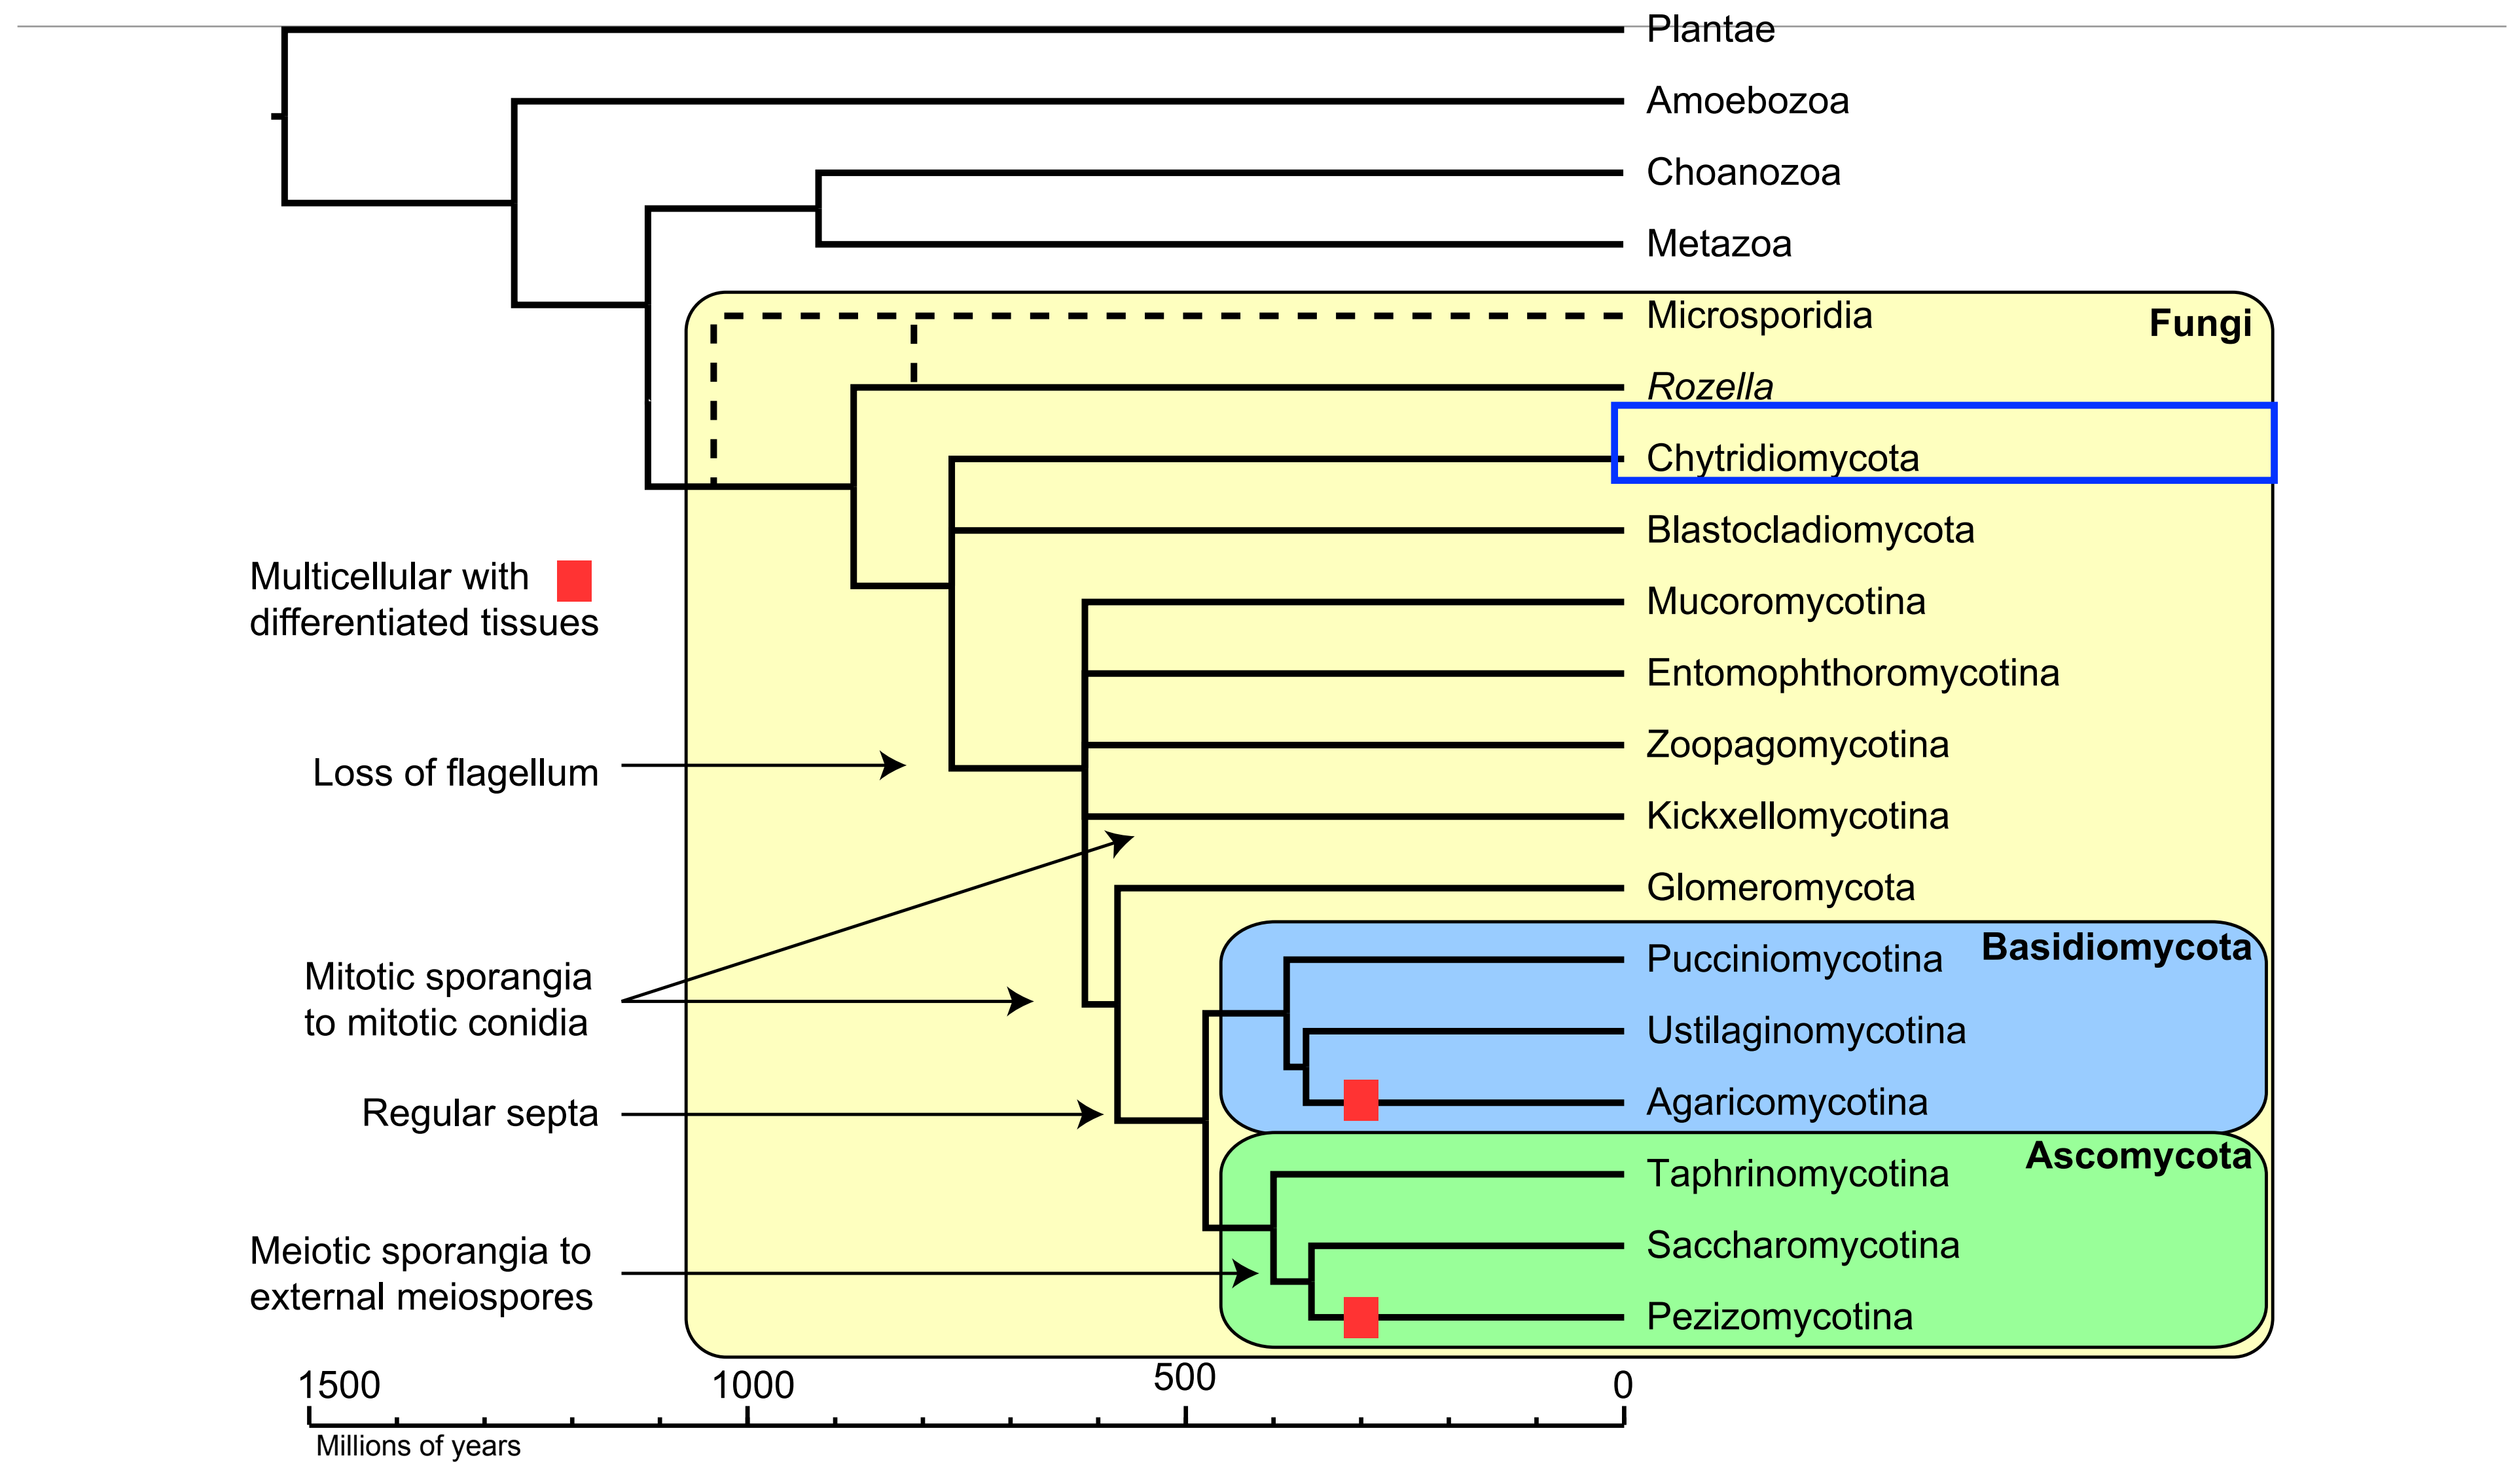 Plantae
Amoebozoa
Choanozoa
Metazoa
Microsporidia
Fungi
Rozella
Chytridiomycota
Blastocladiomycota
Multicellular with
differentiated tissues
Mucoromycotina
Entomophthoromycotina
Zoopagomycotina
Loss of flagellum
Kickxellomycotina
Glomeromycota
Basidiomycota
Pucciniomycotina
Mitotic sporangia
to mitotic conidia
Ustilaginomycotina
Agaricomycotina
Regular septa
Ascomycota
Taphrinomycotina
Saccharomycotina
Meiotic sporangia to
external meiospores
Pezizomycotina
1500 1000 500 0
Millions of years